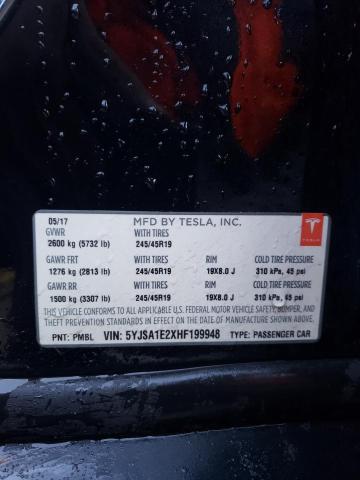 05/17 MFD BY TESLA, INC.
GVWR WITH TIRES
2600 kg (5732 lb) 245/45R19
GAWR FRT WITH TIRES RIM COLD TIRE PRESSURE
1276 kg (2813 lb) 245/45R19 19X8.0 J 310 kPa, 45 psi
GAWR RR WITH TIRES RIM COLD TIRE PRESSURE
1500 kg (3307 lb) 245/45R19 19X8.0 J 310 kPa, 45 psi
THIS VEHICLE CONFORMS TO ALL APPLICABLE U.S. FEDERAL MOTOR VEHICLE SAFETY, BUMPER,
AND THEFT PREVENTION STANDARDS IN EFFECT ON THE DATE OF MANUFACTURE SHOWN ABOVE.
PNT: PMBL VIN: 5YJSA1E2XHF199948 TYPE: PASSENGER CAR
TESLA